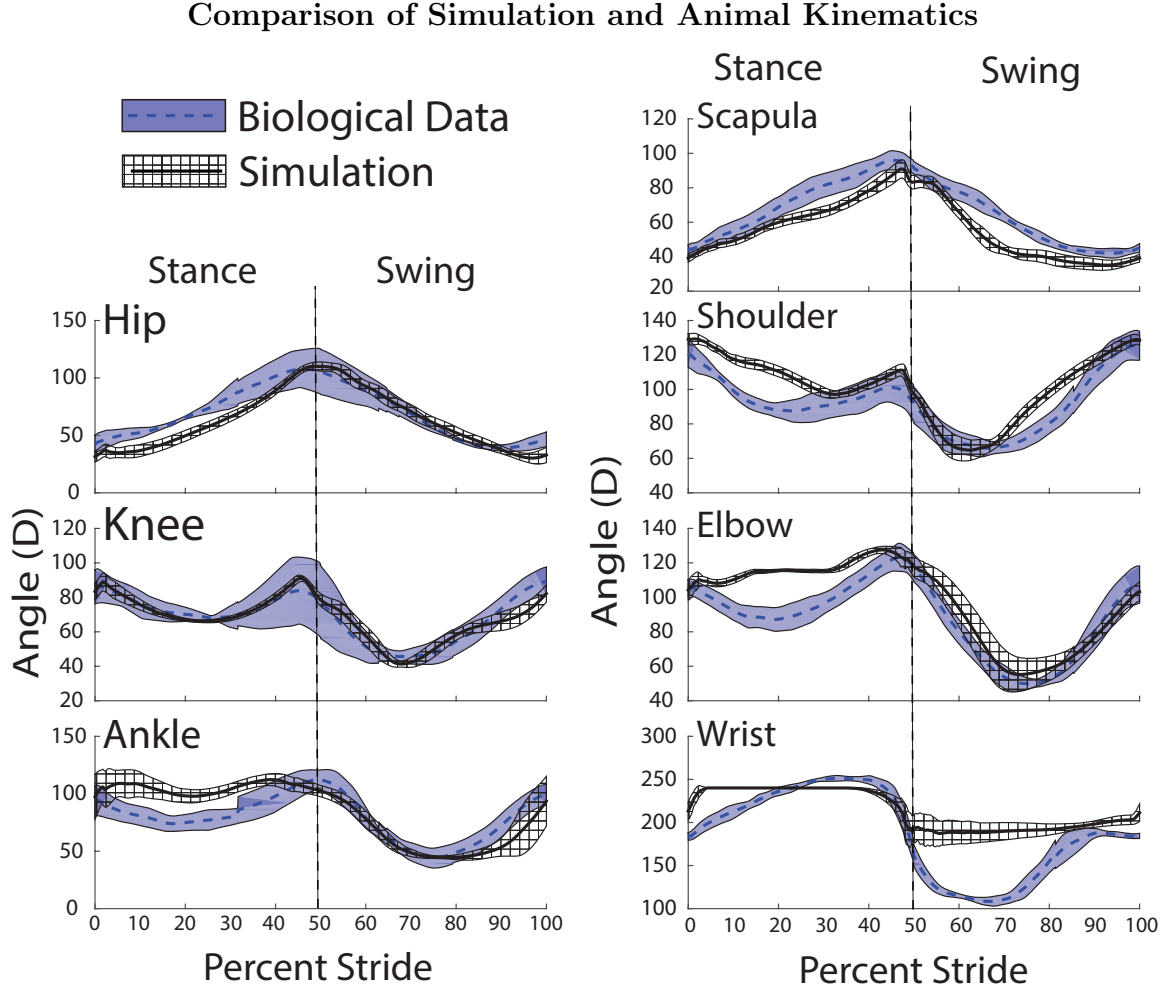 Comparison of Simulation and Animal Kinematics
Biological Data
Simulation
Stance
Swing
Hip
150
100
50
0
Knee
120
100
80
60
40
20
Ankle
150
100
50
0
0 10 20 30 40 50 60 70 80 90 100
Angle (D)
Percent Stride
Stance
Swing
Scapula
120
100
80
60
40
20
Shoulder
140
120
100
80
60
40
Elbow
140
120
100
80
60
40
Wrist
300
250
200
150
100
0 10 20 30 40 50 60 70 80 90 100
Angle (D)
Percent Stride